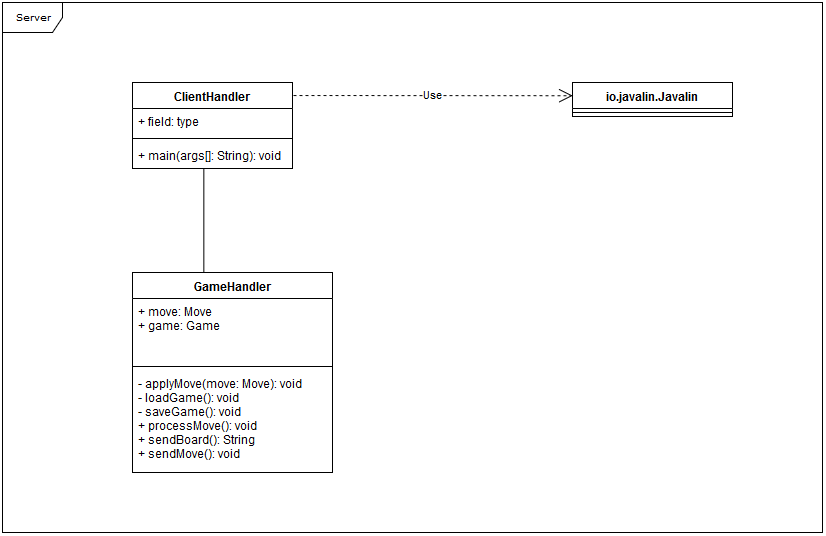 Server
ClientHandler
+ field: type
+ main(args[]: String): void
Use
io.javalin.Javalin
GameHandler
+ move: Move
+ game: Game
- applyMove(move: Move): void
- loadGame(): void
- saveGame(): void
+ processMove(): void
+ sendBoard(): String
+ sendMove(): void